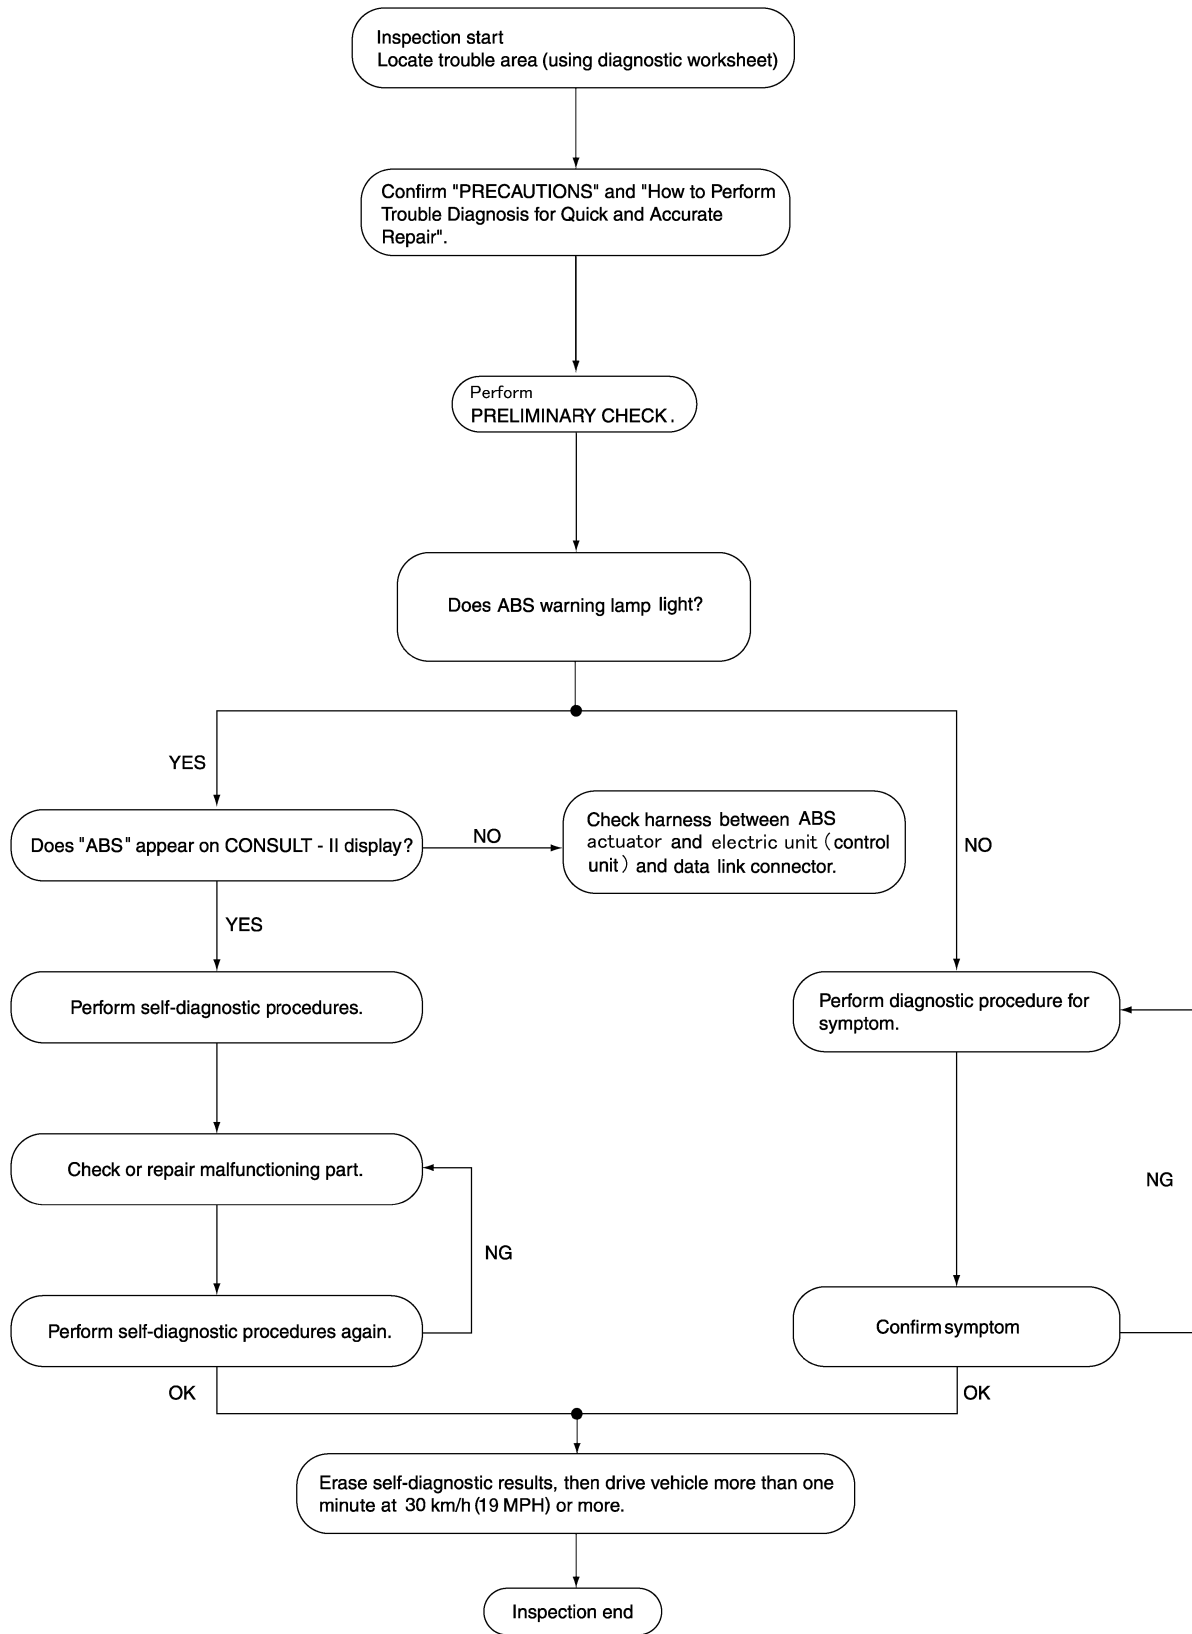 Inspection start
Locate trouble area (using diagnostic worksheet)
Confirm "PRECAUTIONS" and "How to Perform
Trouble Diagnosis for Quick and Accurate
Repair".
Perform
PRELIMINARY CHECK.
Does ABS warning lamp light?
YES
NO
Does "ABS" appear on CONSULT - II display?
NO
Check harness between ABS
actuator and electric unit (control
unit) and data link connector.
YES
Perform self-diagnostic procedures.
Perform diagnostic procedure for
symptom.
Check or repair malfunctioning part.
NG
NG
Perform self-diagnostic procedures again.
Confirm symptom
OK
OK
Erase self-diagnostic results, then drive vehicle more than one
minute at 30 km/h (19 MPH) or more.
Inspection end